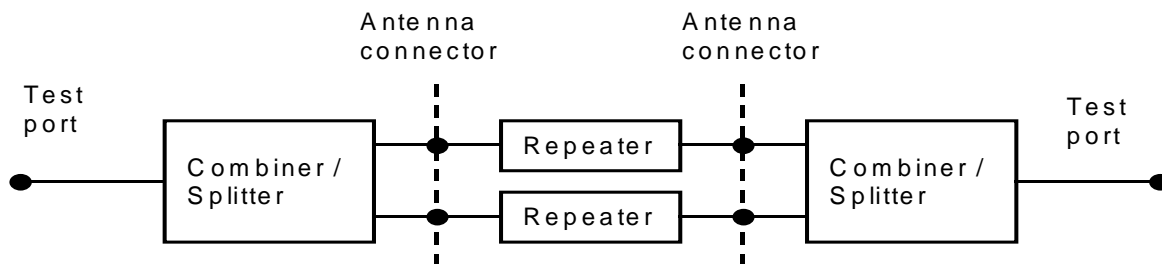 Antenna
connector
Antenna
connector
Test
port
Test
port
Combiner/
Splitter
Repeater
Repeater
Combiner/
Splitter